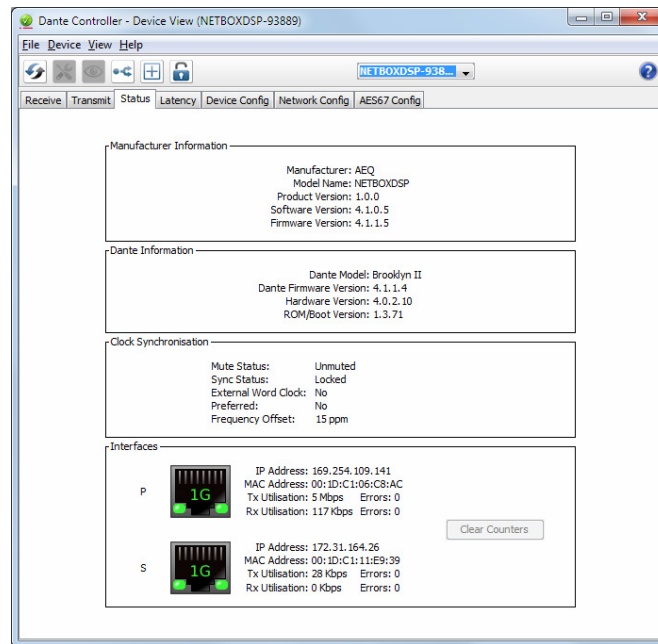 Dante Controller - Device View (NETBOXDSP-93889)
File Device View Help
NETBOXDSP-938...
Receive Transmit Status Latency Device Config Network Config AES67 Config
Manufacturer Information
Manufacturer: AEQ
Model Name: NETBOXDSP
Product Version: 1.0.0
Software Version: 4.1.0.5
Firmware Version: 4.1.1.5
Dante Information
Dante Model: Brooklyn II
Dante Firmware Version: 4.1.1.4
Hardware Version: 4.0.2.10
ROM/Boot Version: 1.3.71
Clock Synchronisation
Mute Status: Unmuted
Sync Status: Locked
External Word Clock: No
Preferred: No
Frequency Offset: 15 ppm
Interfaces
P
1G
IP Address: 169.254.109.141
MAC Address: 00:1D:C1:06:C8:AC
Tx Utilisation: 5 Mbps Errors: 0
Rx Utilisation: 117 Kbps Errors: 0
Clear Counters
S
1G
IP Address: 172.31.164.26
MAC Address: 00:1D:C1:11:E9:39
Tx Utilisation: 28 Kbps Errors: 0
Rx Utilisation: 0 Kbps Errors: 0